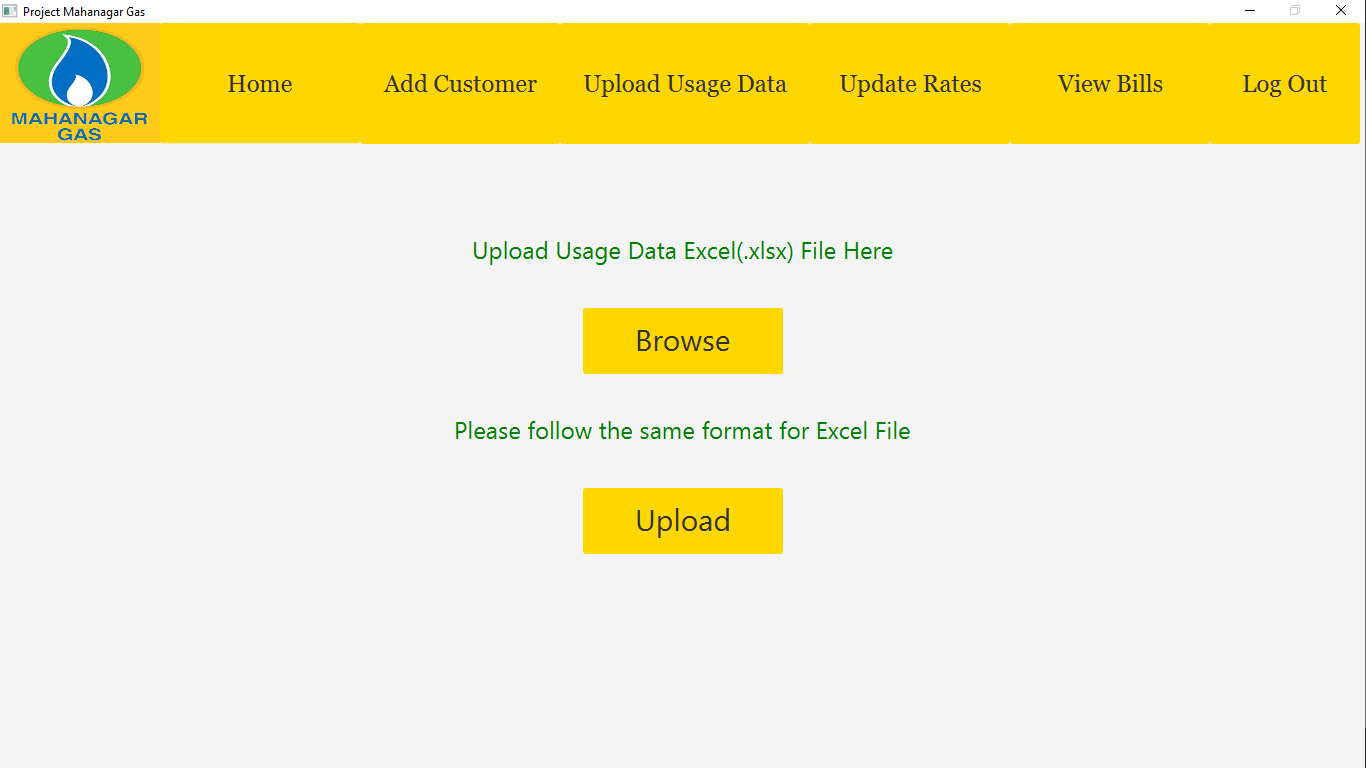 Project Mahanagar Gas
MAHANAGAR
GAS
Home
Add Customer
Upload Usage Data
Update Rates
View Bills
Log Out
Upload Usage Data Excel(.xlsx) File Here
Browse
Please follow the same format for Excel File
Upload